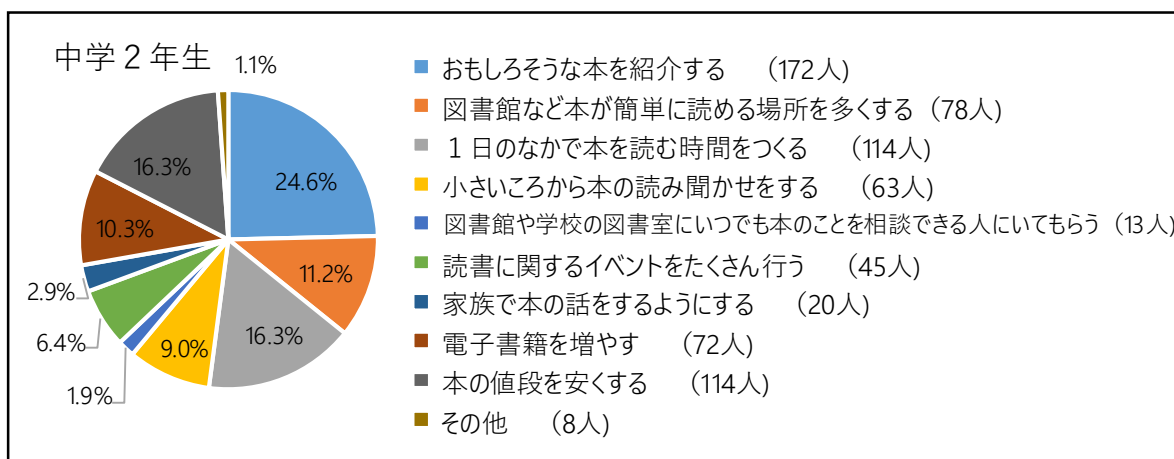 中学２年生
1.1%
24.6%
11.2%
16.3%
9.0%
1.9%
6.4%
2.9%
10.3%
16.3%
おもしろそうな本を紹介する　（172人)
図書館など本が簡単に読める場所を多くする（78人)
１日のなかで本を読む時間をつくる　（114人)
小さいころから本の読み聞かせをする　（63人)
図書館や学校の図書室にいつでも本のことを相談できる人にいてもらう（13人)
読書に関するイベントをたくさん行う　（45人)
家族で本の話をするようにする　（20人)
電子書籍を増やす　（72人)
本の値段を安くする　（114人)
その他　（8人)